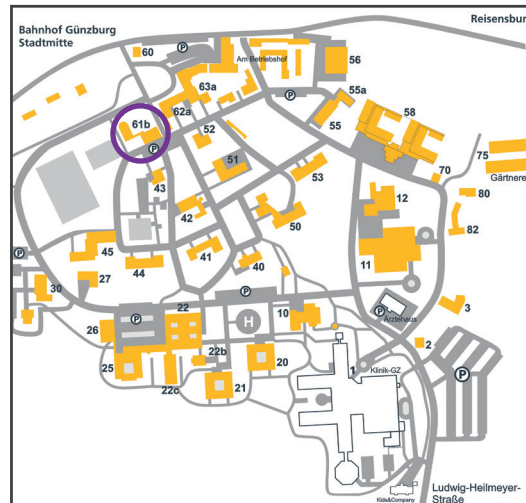 Bahnhof Günzburg
Stadtmitte
Reisensbur
60
P
Am Betriebshof
56
63a
55a
P
62a
58
61b
55
52
P
51
75
70
Gärtnere
53
43
80
12
42
50
82
45
41
40
P
44
11
27
30
P
22
10
P
Ärztehaus
3
P
H
26
2
22b
20
25
1
Klinik-GZ
P
22c
21
Ludwig-Heilmeyer-
Straße
Kids&Company